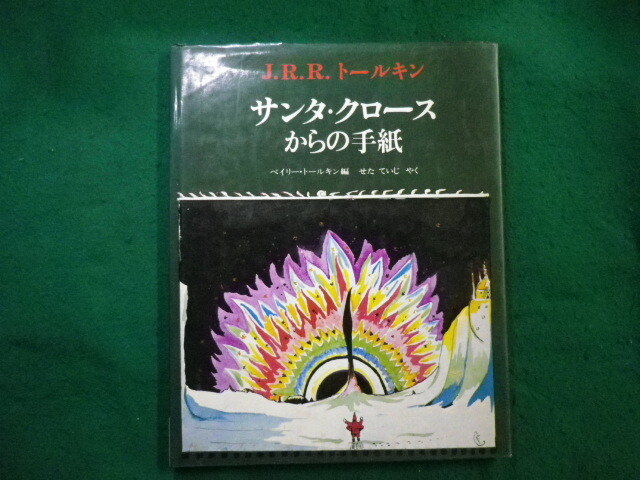 J.R.R.トールキン
サンタ・クロース
からの手紙
ベイリー・トールキン編　せた ていじ やく